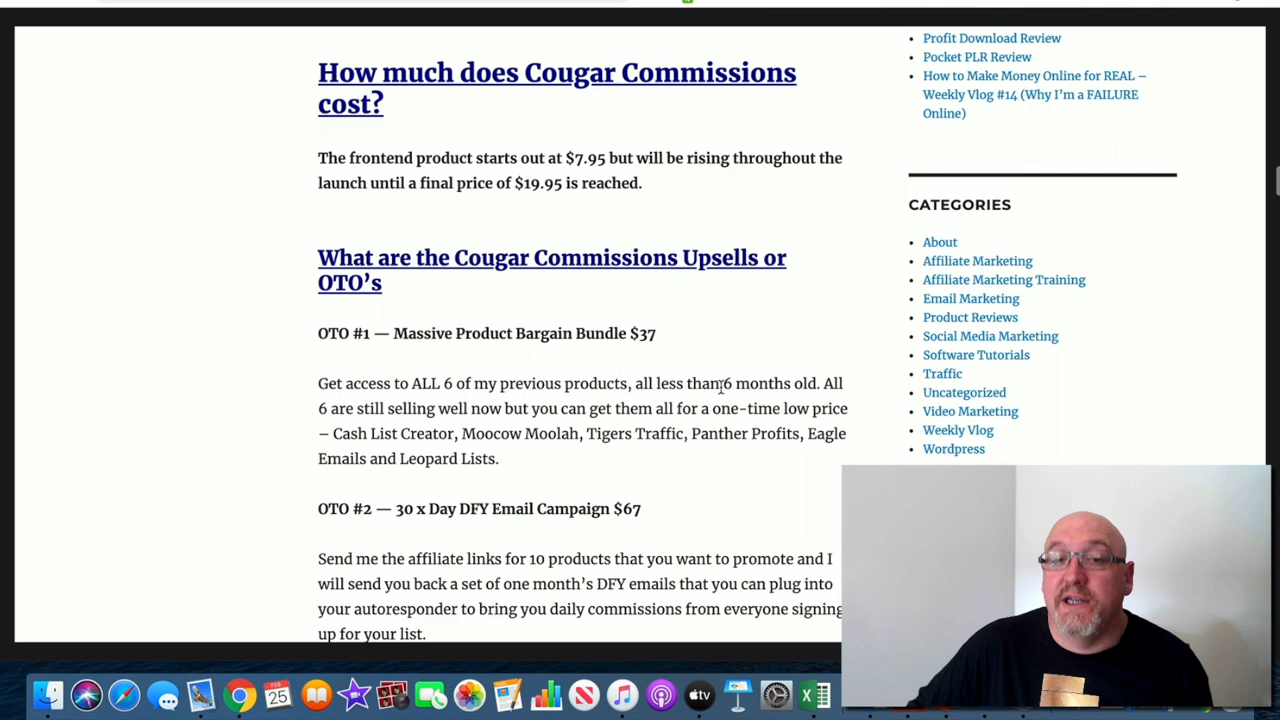 How much does Cougar Commissions
cost?
The frontend product starts out at $7.95 but will be rising throughout the
launch until a final price of $19.95 is reached.
What are the Cougar Commissions Upsells or
OTO’s
OTO #1 — Massive Product Bargain Bundle $37
Get access to ALL 6 of my previous products, all less than 6 months old. All
6 are still selling well now but you can get them all for a one-time low price
– Cash List Creator, Moocow Moolah, Tigers Traffic, Panther Profits, Eagle
Emails and Leopard Lists.
OTO #2 — 30 x Day DFY Email Campaign $67
Send me the affiliate links for 10 products that you want to promote and I
will send you back a set of one month’s DFY emails that you can plug into
your autoresponder to bring you daily commissions from everyone signing
up for your list.
Profit Download Review
Pocket PLR Review
How to Make Money Online for REAL –
Weekly Vlog #14 (Why I’m a FAILURE
Online)
CATEGORIES
About
Affiliate Marketing
Affiliate Marketing Training
Email Marketing
Product Reviews
Social Media Marketing
Software Tutorials
Traffic
Uncategorized
Video Marketing
Weekly Vlog
Wordpress
FEB
25
tv